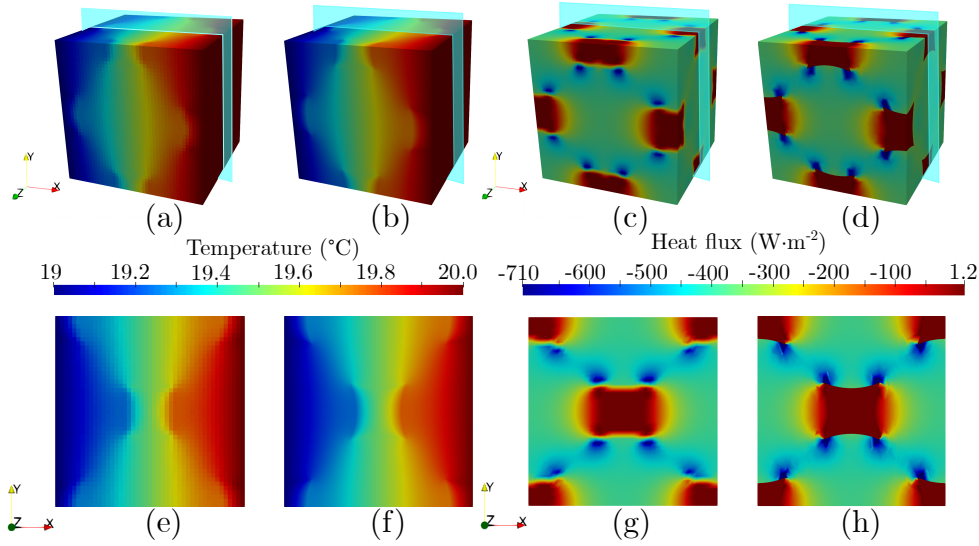 Y
Z X
(a) (b)
Y
Z X
(c) (d)
Temperature (°C)
19 19.2 19.4 19.6 19.8 20.0
Heat flux (W·m-2)
-710 -600 -500 -400 -300 -200 -100 1.2
Y
Z X
(e) (f)
Y
Z X
(g) (h)